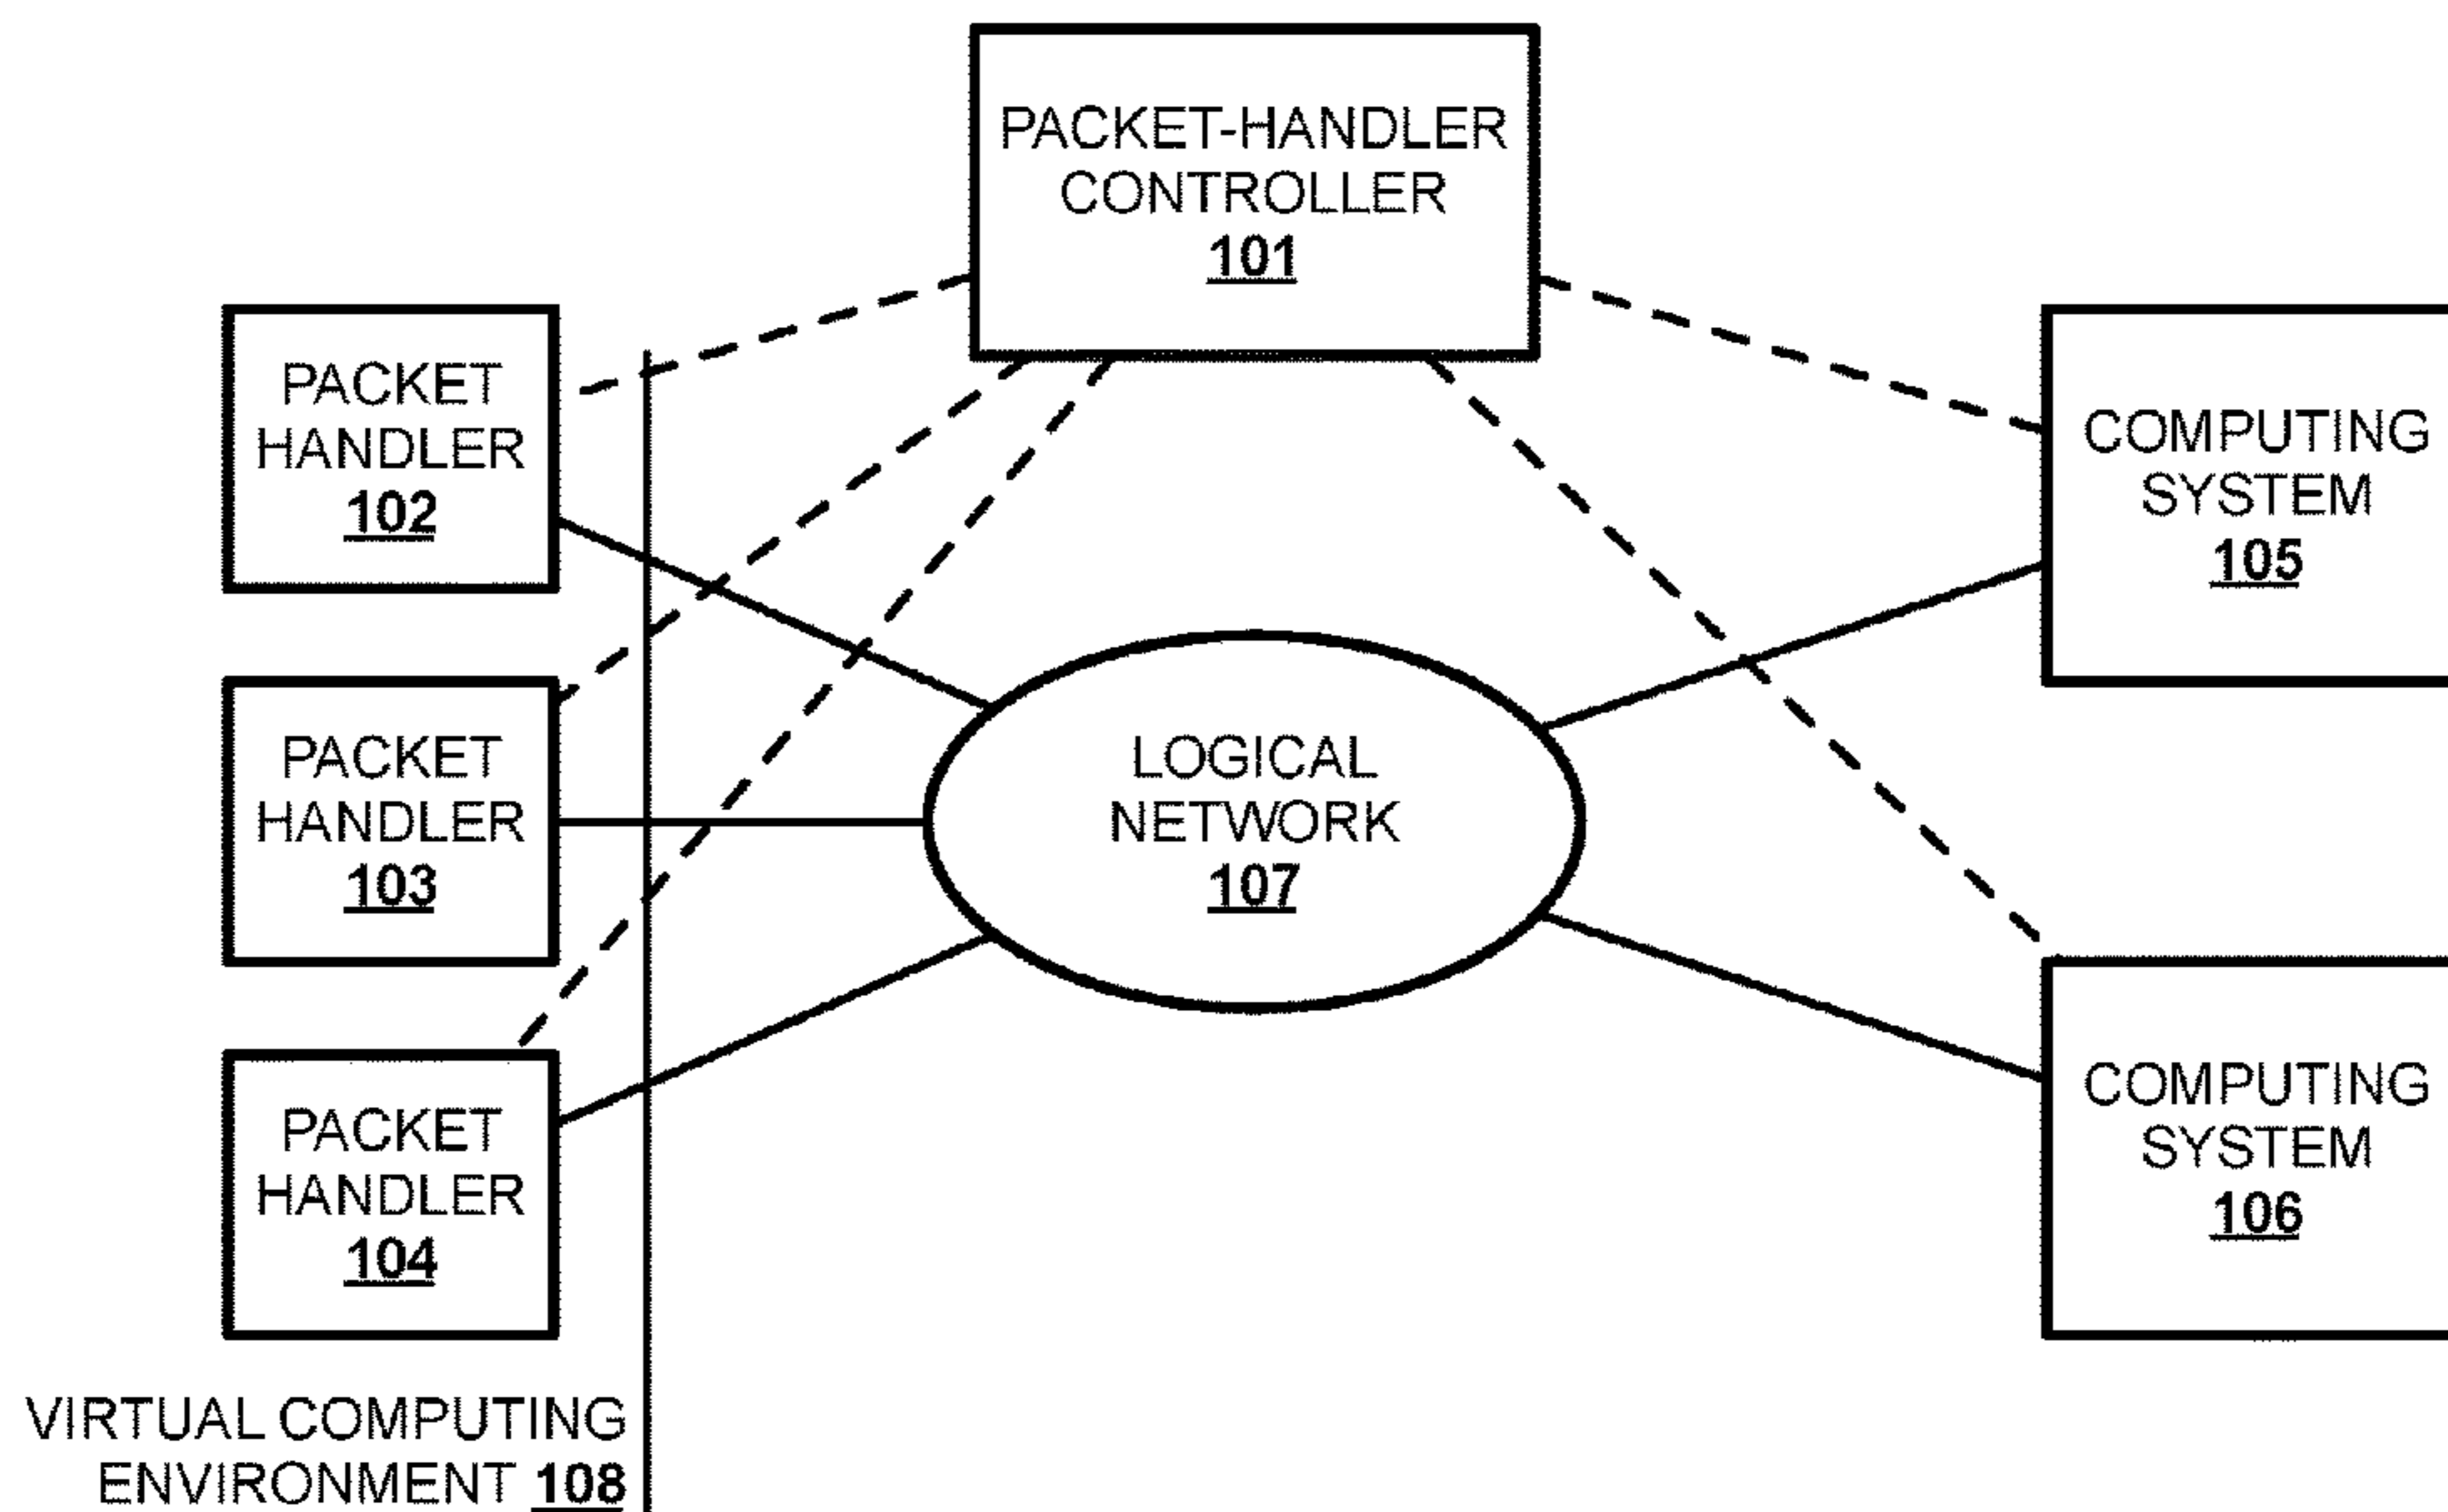 PACKET-HANDLER
CONTROLLER
101
PACKET
HANDLER
102
COMPUTING
SYSTEM
105
PACKET
HANDLER
103
LOGICAL
NETWORK
107
PACKET
HANDLER
104
COMPUTING
SYSTEM
106
VIRTUAL COMPUTING
ENVIRONMENT 108